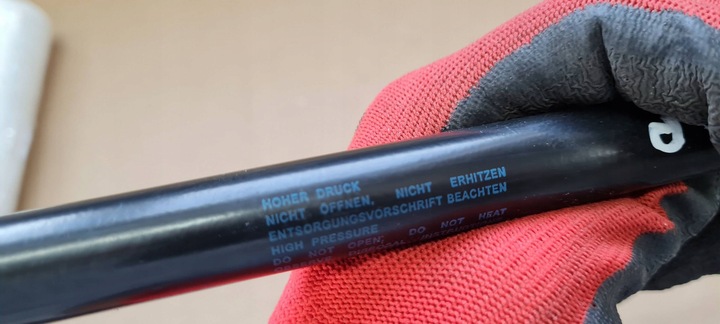 HOHER DRUCK
NICHT ÖFFNEN, NICHT ERHITZEN
ENTSORGUNGSVORSCHRIFT BEACHTEN
HIGH PRESSURE
DO NOT OPEN, DO NOT HEAT